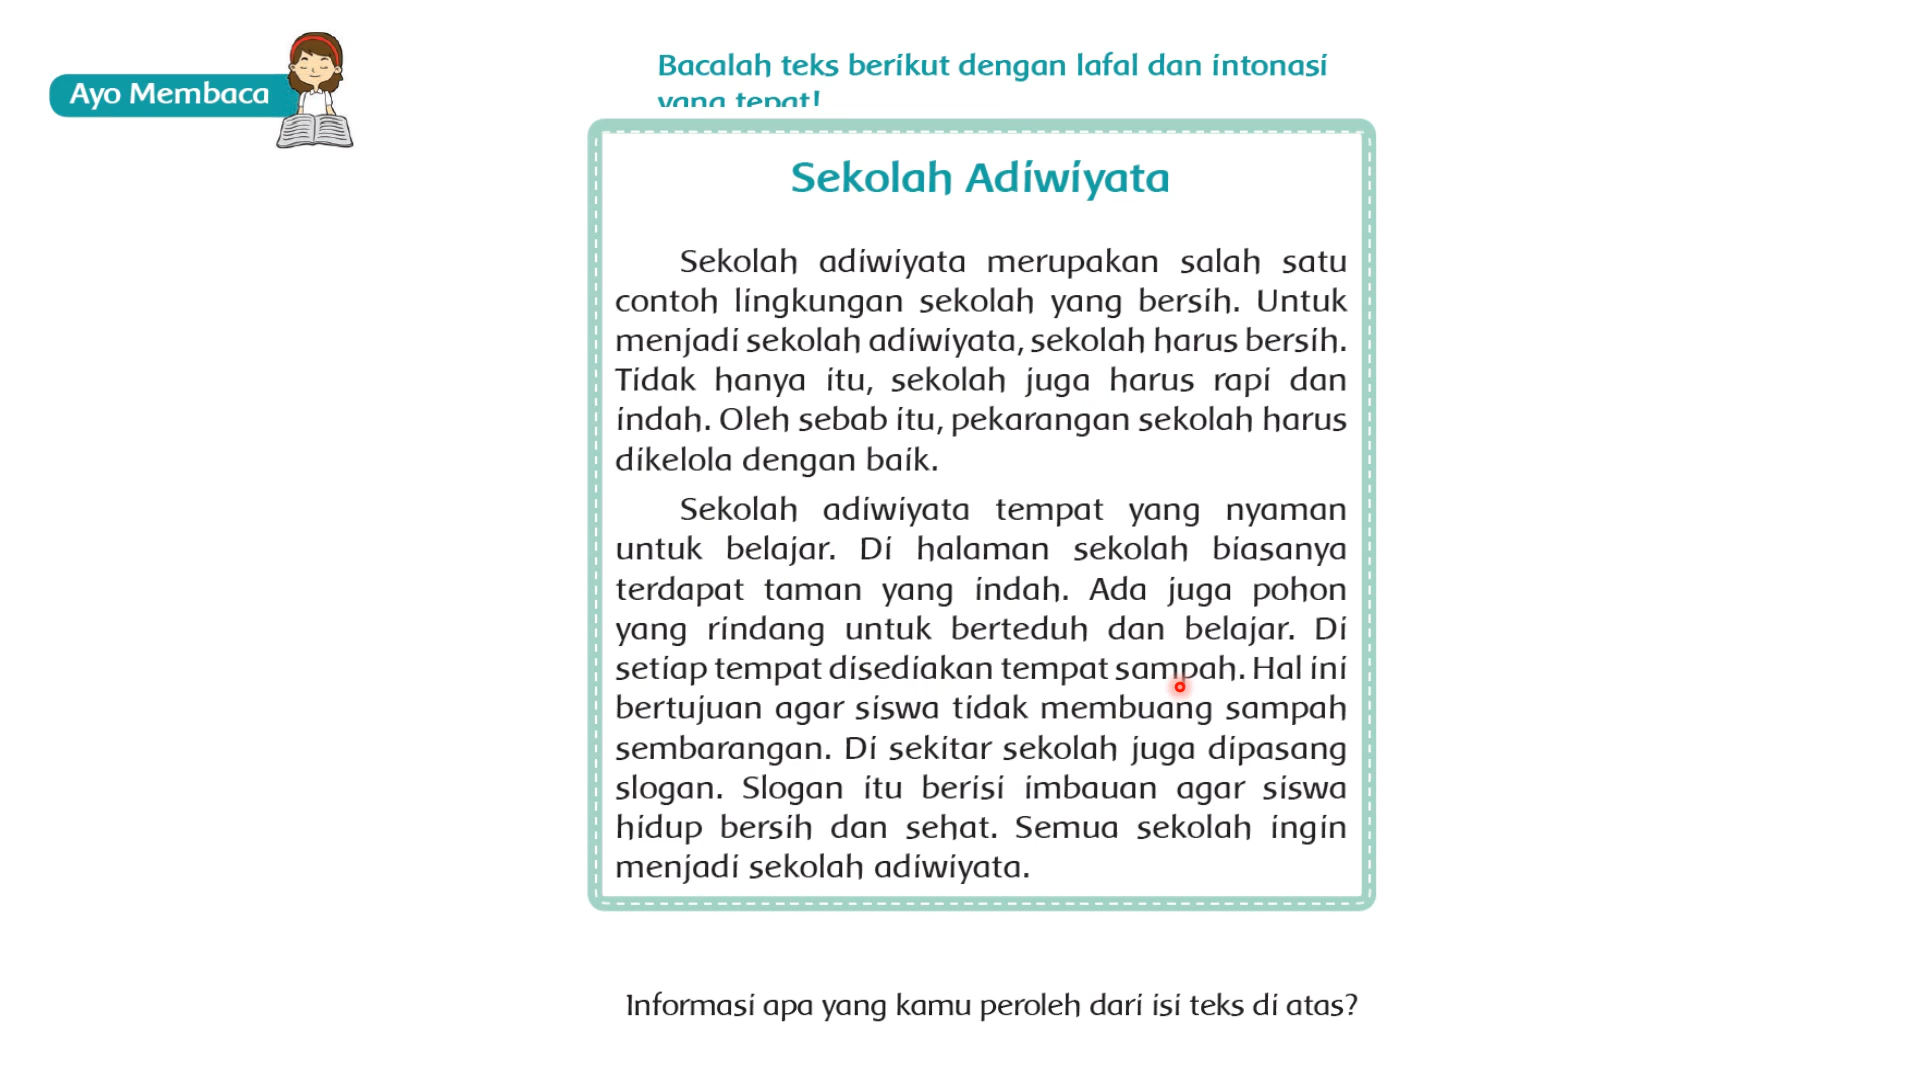 Ayo Membaca
Bacalah teks berikut dengan lafal dan intonasi
yang tepat!
Sekolah Adiwiyata
Sekolah adiwiyata merupakan salah satu
contoh lingkungan sekolah yang bersih. Untuk
menjadi sekolah adiwiyata, sekolah harus bersih.
Tidak hanya itu, sekolah juga harus rapi dan
indah. Oleh sebab itu, pekarangan sekolah harus
dikelola dengan baik.
Sekolah adiwiyata tempat yang nyaman
untuk belajar. Di halaman sekolah biasanya
terdapat taman yang indah. Ada juga pohon
yang rindang untuk berteduh dan belajar. Di
setiap tempat disediakan tempat sampah. Hal ini
bertujuan agar siswa tidak membuang sampah
sembarangan. Di sekitar sekolah juga dipasang
slogan. Slogan itu berisi imbauan agar siswa
hidup bersih dan sehat. Semua sekolah ingin
menjadi sekolah adiwiyata.
Informasi apa yang kamu peroleh dari isi teks di atas?